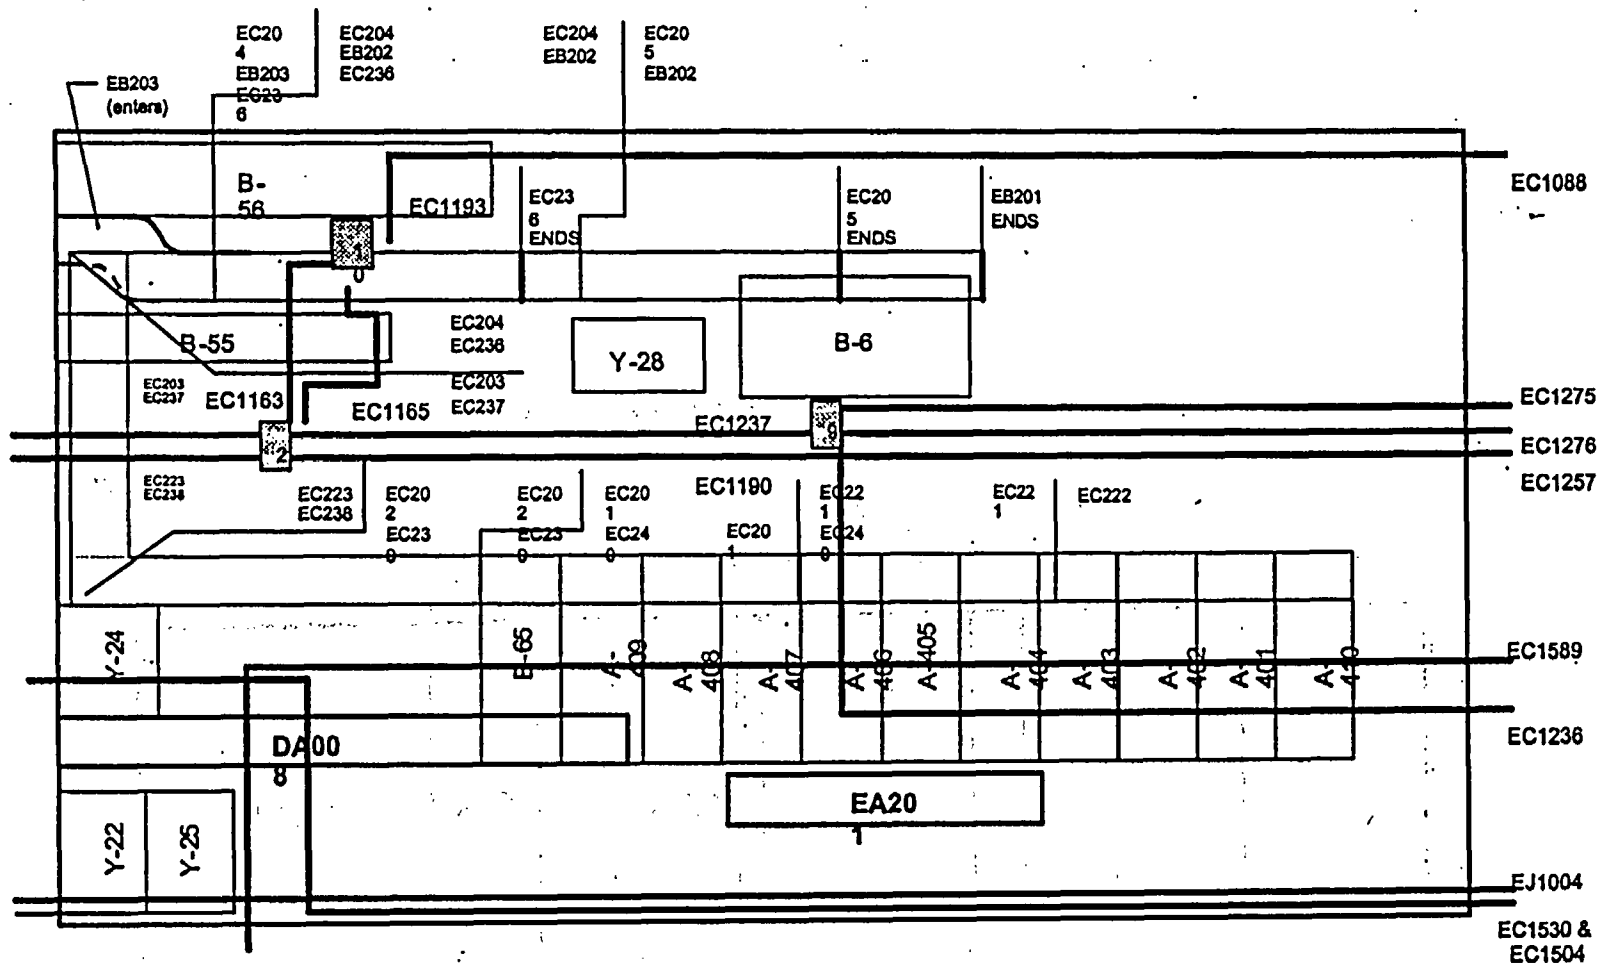 EC20
4
EB203
EC23
6
EC204
EB202
EC236
EC204
EB202
EC20
5
EB202
EB203
(enters)
B-
56
EC1193
EC23
6
ENDS
EC20
5
ENDS
EB201
ENDS
EC1088
1
0
B-55
EC204
EC236
Y-28
B-6
EC203
EC237
EC1163
EC1165
EC203
EC237
EC1237
9
EC1275
EC1276
EC1257
2
EC223
EC238
EC223
EC238
EC20
2
EC23
0
EC20
2
EC23
0
EC20
1
EC24
0
EC1190
EC20
1
EC22
1
EC24
0
EC22
1
EC222
Y-24
B-65
A-
409
A-
408
A-
407
A-
406
A-405
A-
404
A-
403
A-
402
A-
401
A-
410
EC1589
EC1236
DA00
8
EA20
1
Y-22
Y-25
EJ1004
EC1530 &
EC1504